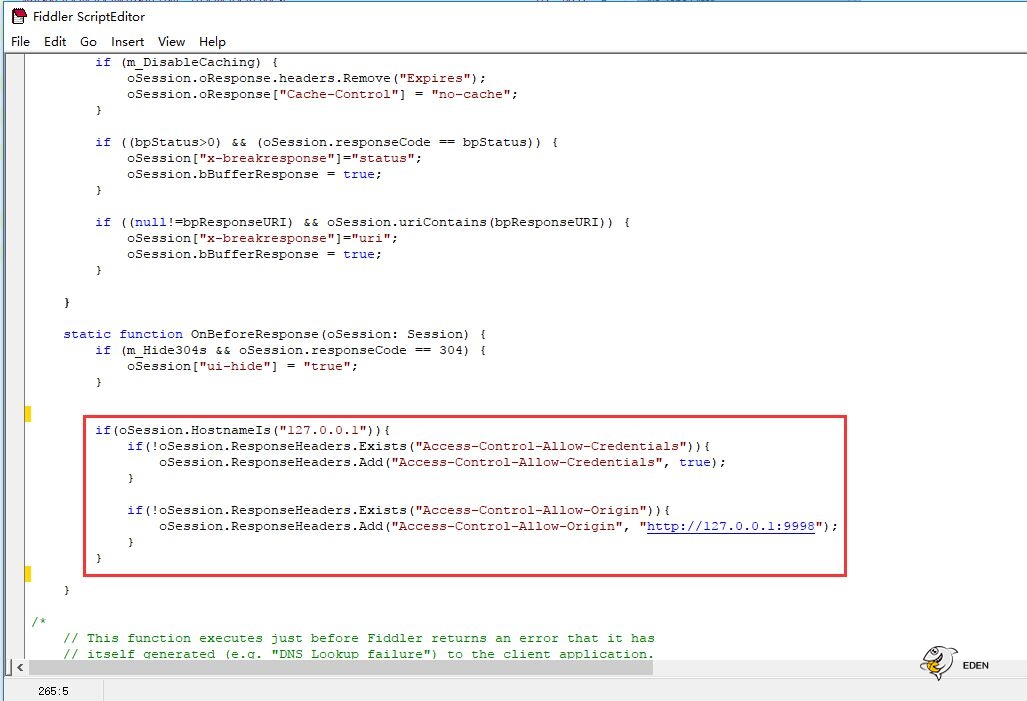 Fiddler ScriptEditor
File Edit Go Insert View Help
if (m_DisableCaching) {
oSession.oResponse.headers.Remove("Expires");
oSession.oResponse["Cache-Control"] = "no-cache";
}
if ((bpStatus>0) && (oSession.responseCode == bpStatus)) {
oSession["x-breakresponse"]="status";
oSession.bBufferResponse = true;
}
if ((null!=bpResponseURI) && oSession.uriContains(bpResponseURI)) {
oSession["x-breakresponse"]="uri";
oSession.bBufferResponse = true;
}
}
static function OnBeforeResponse(oSession: Session) {
if (m_Hide304s && oSession.responseCode == 304) {
oSession["ui-hide"] = "true";
}
if(oSession.HostnameIs("127.0.0.1")){
if(!oSession.ResponseHeaders.Exists("Access-Control-Allow-Credentials")){
oSession.ResponseHeaders.Add("Access-Control-Allow-Credentials", true);
}
if(!oSession.ResponseHeaders.Exists("Access-Control-Allow-Origin")){
oSession.ResponseHeaders.Add("Access-Control-Allow-Origin", "http://127.0.0.1:9998");
}
}
}
/*
// This function executes just before Fiddler returns an error that it has
// itself generated (e.g. "DNS Lookup failure") to the client application.
EDEN
265:5